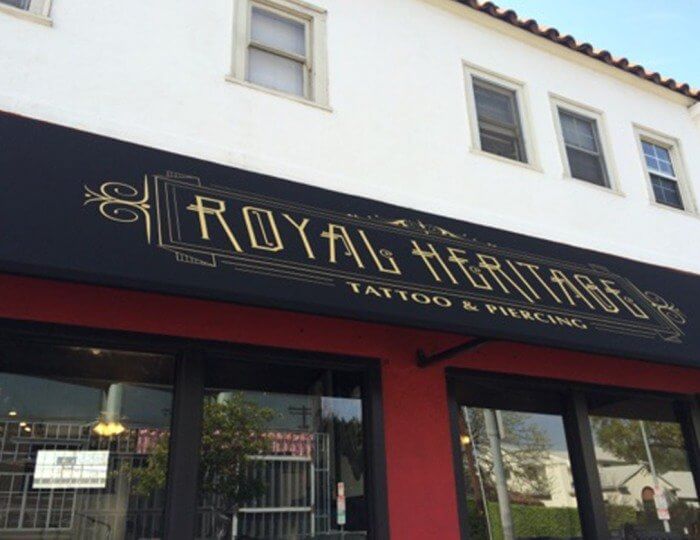 ROYAL HERITAGE
TATTOO & PIERCING